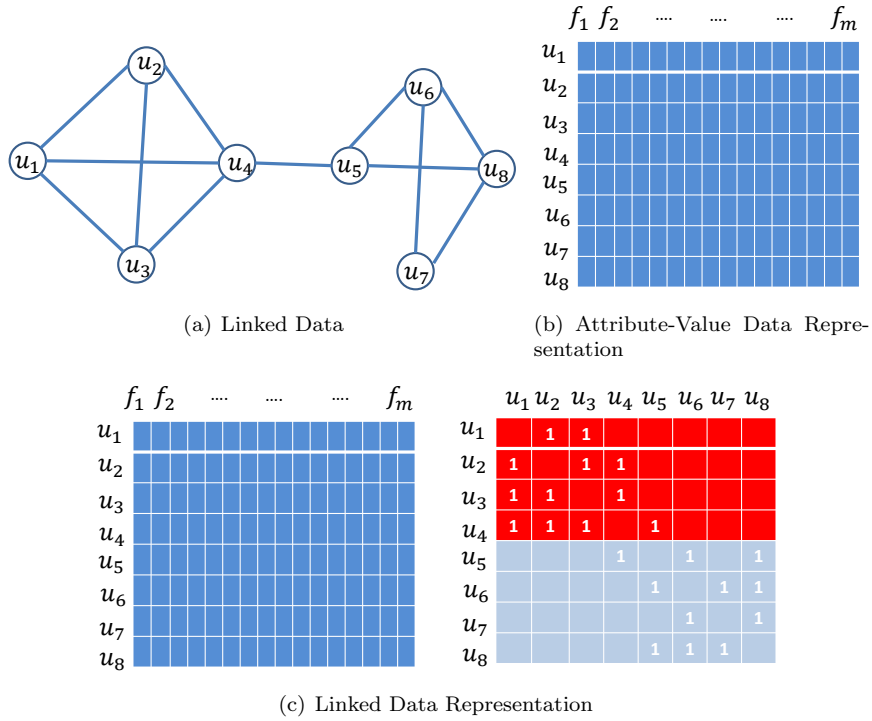 f₁ f₂ .... .... .... fₘ
u₁
u₂
u₃
u₄
u₅
u₆
u₇
u₈
u₂
u₁
u₄
u₃
u₆
u₅
u₈
u₇
(a) Linked Data
(b) Attribute-Value Data Repre-
sentation
f₁ f₂ .... .... .... fₘ
u₁
u₂
u₃
u₄
u₅
u₆
u₇
u₈
u₁ u₂ u₃ u₄ u₅ u₆ u₇ u₈
u₁ 1 1
u₂ 1 1 1
u₃ 1 1 1
u₄ 1 1 1 1
u₅ 1 1 1
u₆ 1 1 1
u₇ 1 1
u₈ 1 1 1
(c) Linked Data Representation